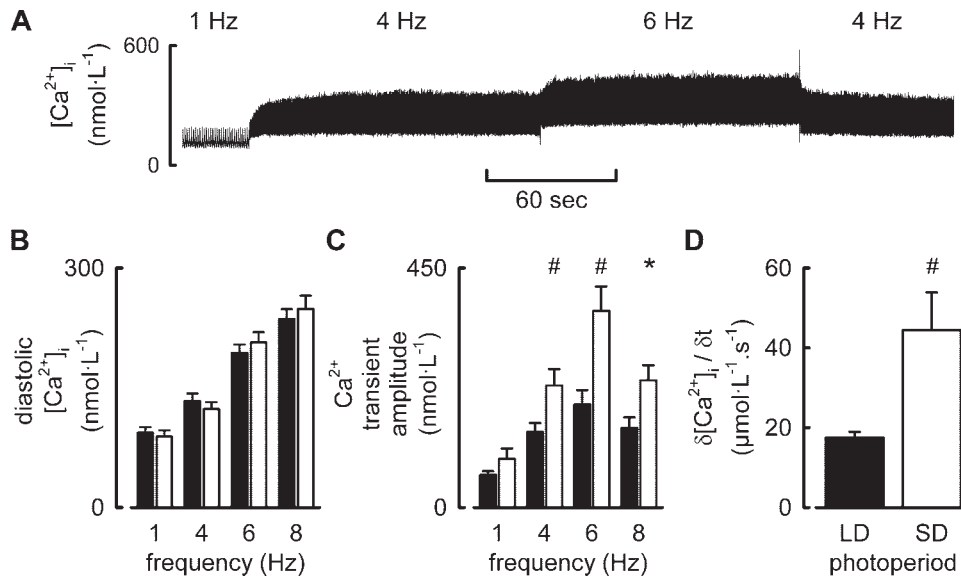 A
1 Hz
4 Hz
6 Hz
4 Hz
[Ca²⁺]ᵢ
(nmol·L⁻¹)
600
0
60 sec
B
diastolic
[Ca²⁺]ᵢ
(nmol·L⁻¹)
300
0
1 4 6 8
frequency (Hz)
C
Ca²⁺
transient
amplitude
(nmol·L⁻¹)
450
0
# # *
1 4 6 8
frequency (Hz)
D
δ[Ca²⁺]ᵢ / δt
(µmol·L⁻¹.s⁻¹)
60
40
20
0
#
LD SD
photoperiod